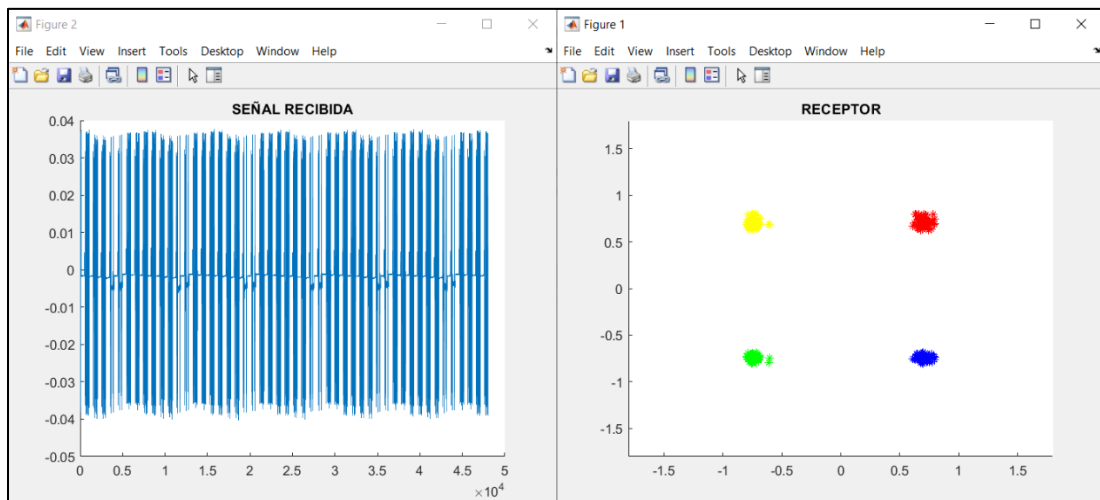 Figure 2
File Edit View Insert Tools Desktop Window Help
SEÑAL RECIBIDA
0.04
0.03
0.02
0.01
0
-0.01
-0.02
-0.03
-0.04
-0.05
0 0.5 1 1.5 2 2.5 3 3.5 4 4.5 5
×10⁴
Figure 1
File Edit View Insert Tools Desktop Window Help
RECEPTOR
1.5
1
0.5
0
-0.5
-1
-1.5
-1.5 -1 -0.5 0 0.5 1 1.5